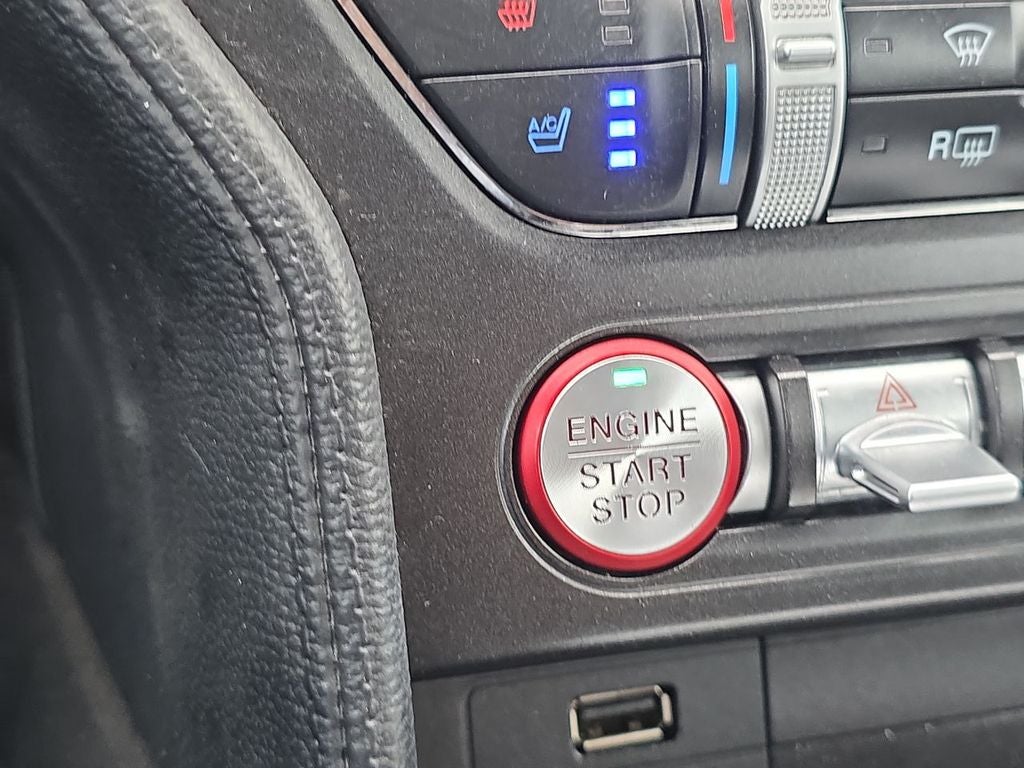 A/C
R
ENGINE
START
STOP